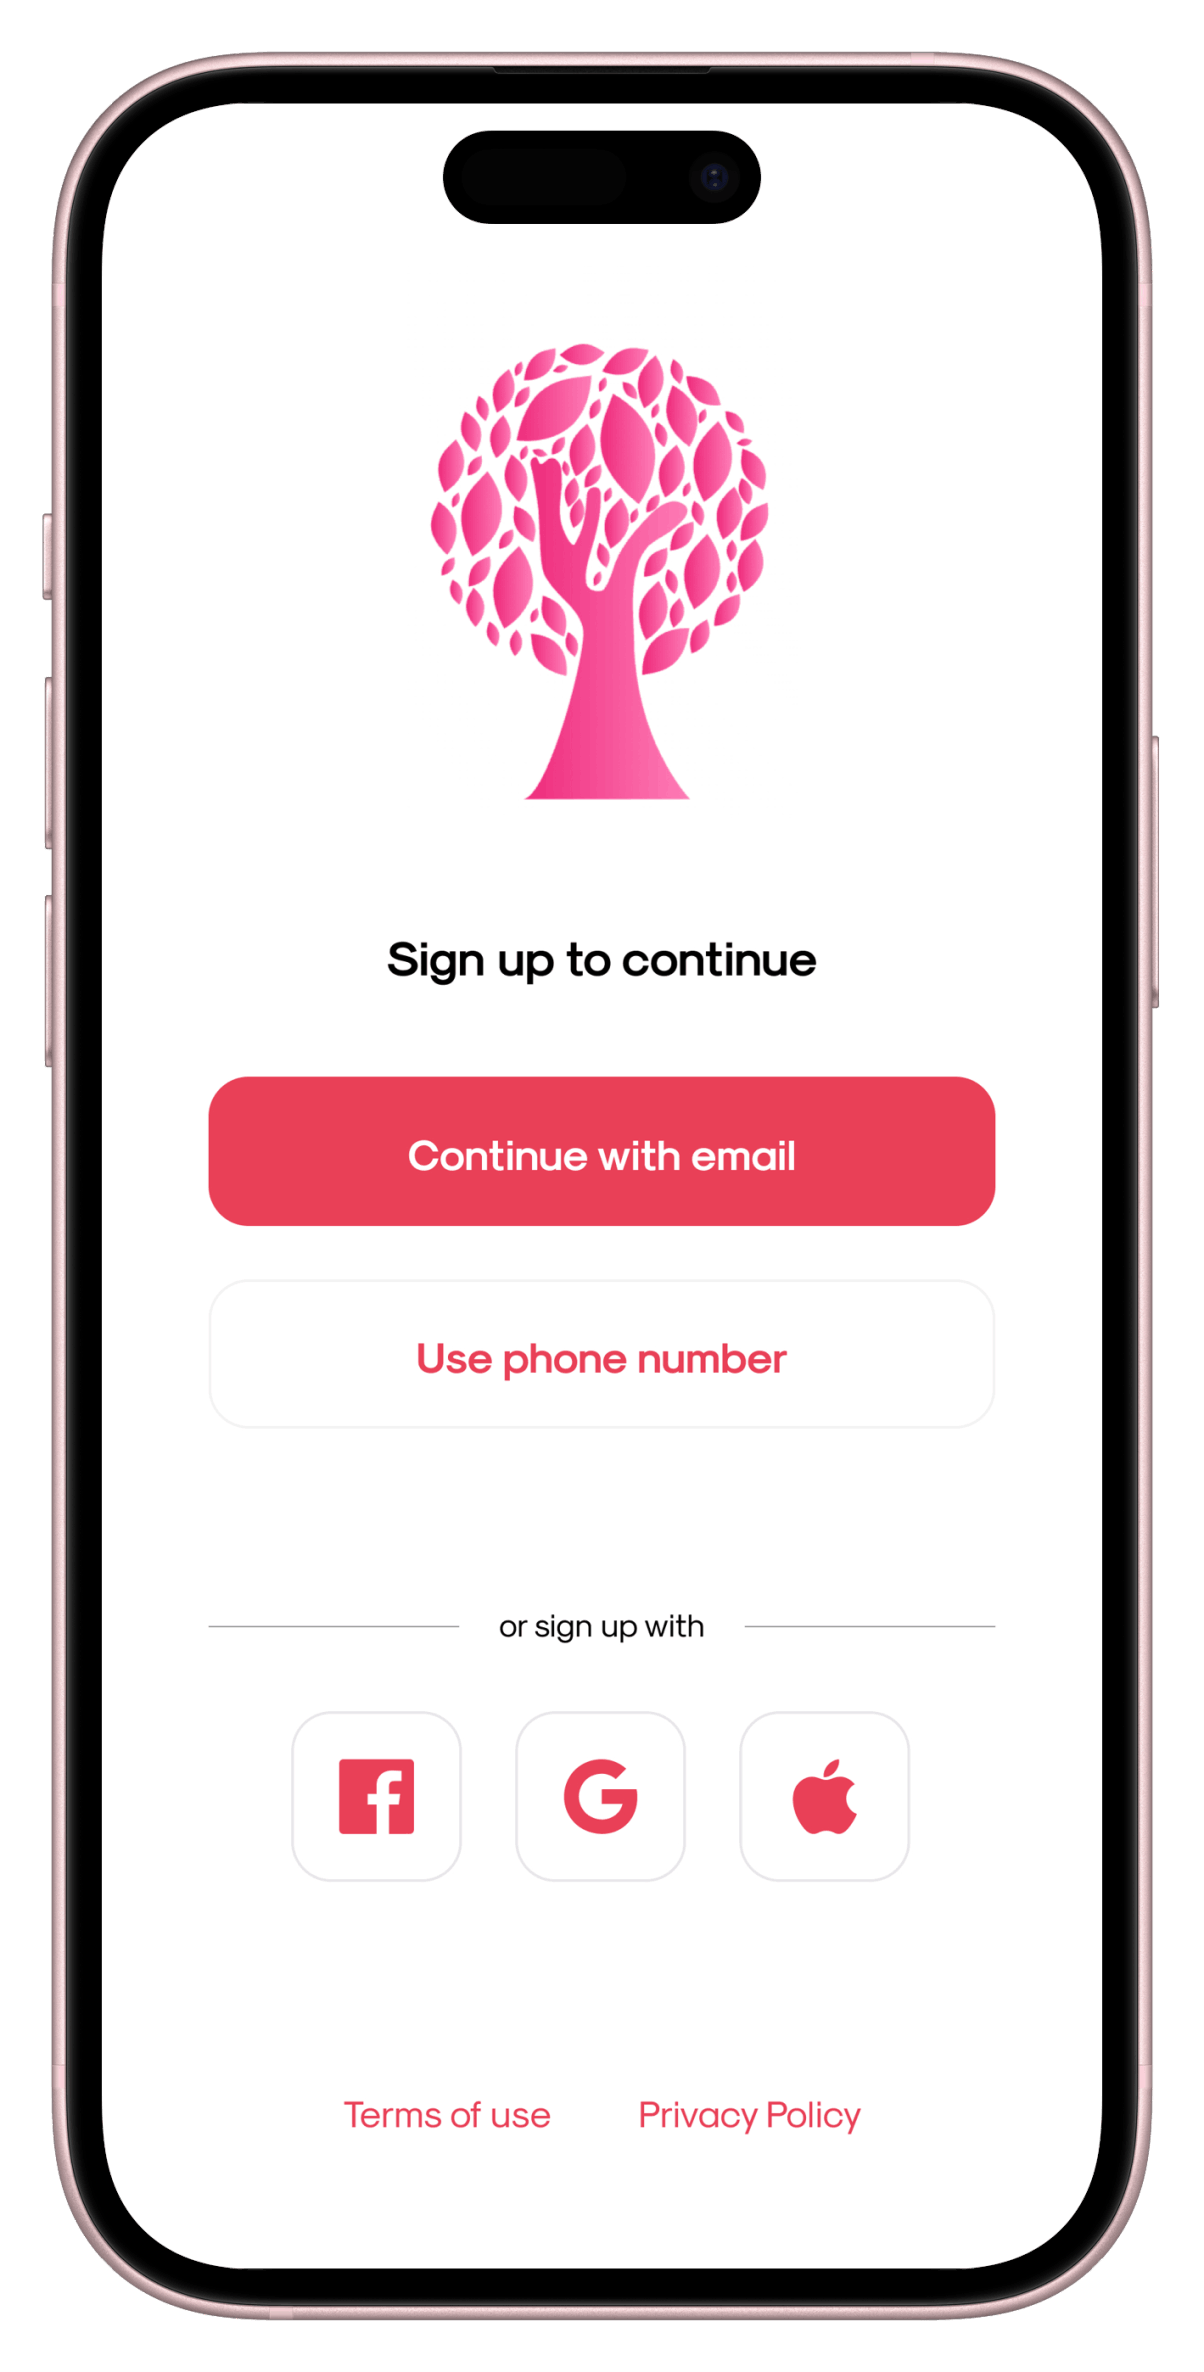 Sign up to continue
Continue with email
Use phone number
or sign up with
Terms of use Privacy Policy